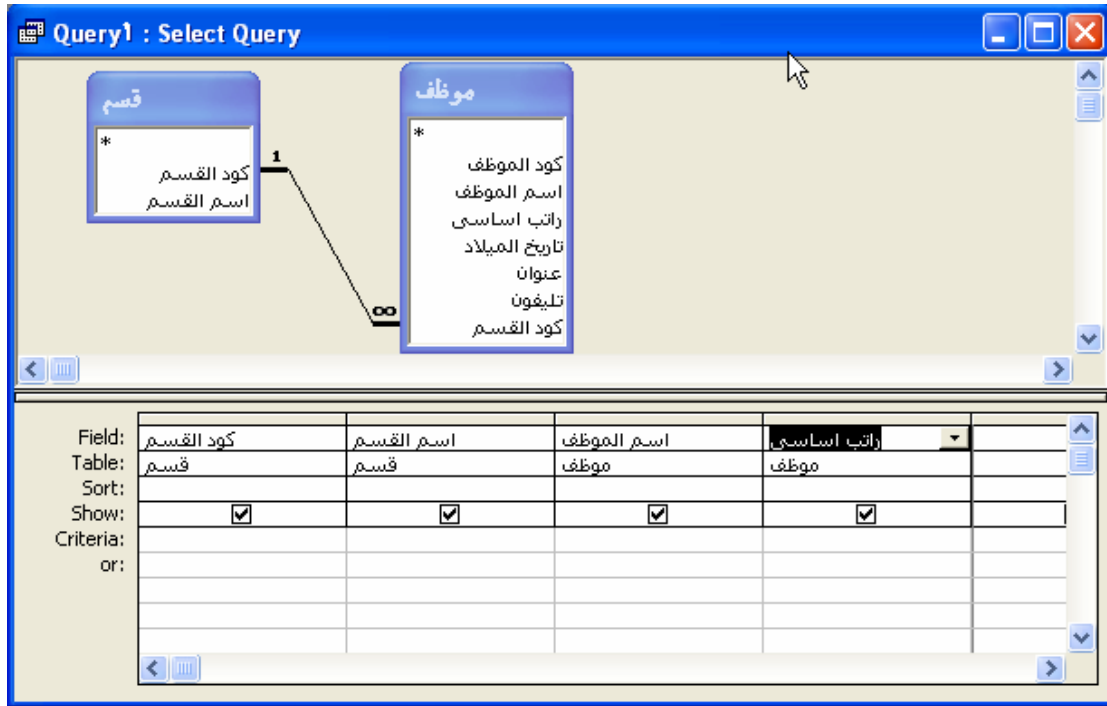 Query1 : Select Query
قسم
*
كود القسم
اسم القسم
1
∞
موظف
*
كود الموظف
اسم الموظف
راتب اساسى
تاريخ الميلاد
عنوان
تليفون
كود القسم
Field: كود القسم اسم القسم اسم الموظف راتب اساسى
Table: قسم قسم موظف موظف
Sort:
Show:
Criteria:
or: